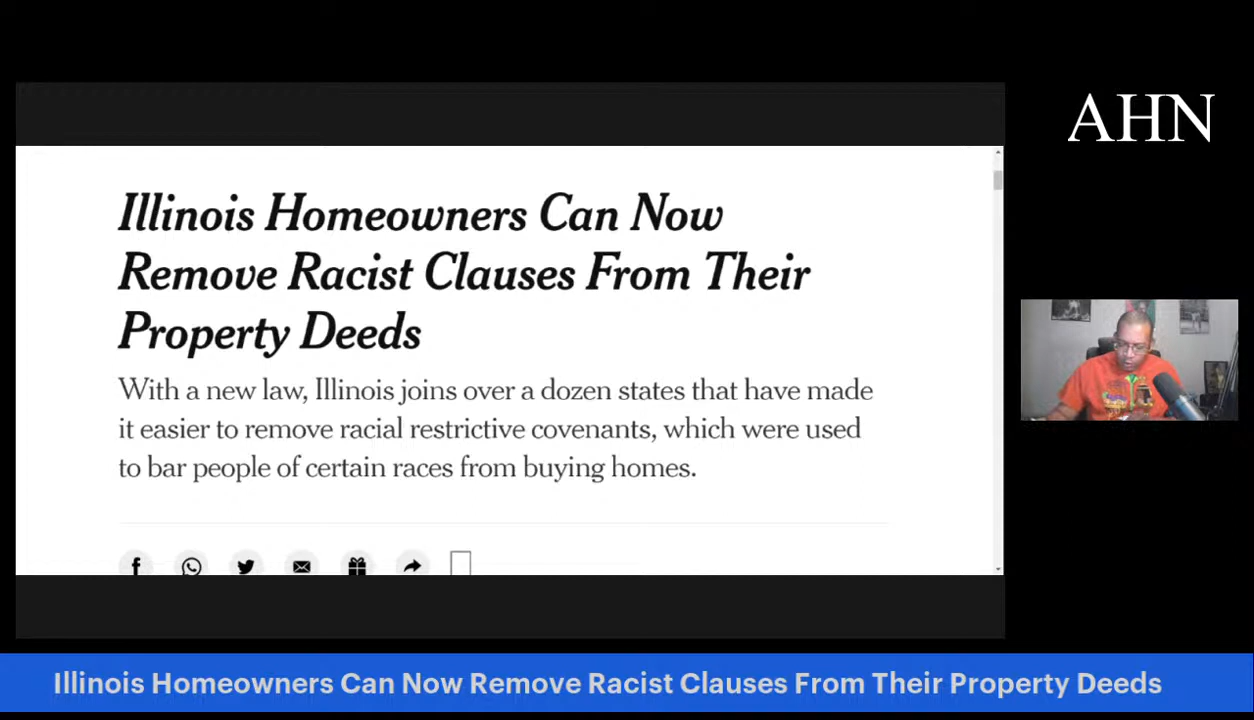 AHN
Illinois Homeowners Can Now
Remove Racist Clauses From Their
Property Deeds
With a new law, Illinois joins over a dozen states that have made
it easier to remove racial restrictive covenants, which were used
to bar people of certain races from buying homes.
Illinois Homeowners Can Now Remove Racist Clauses From Their Property Deeds